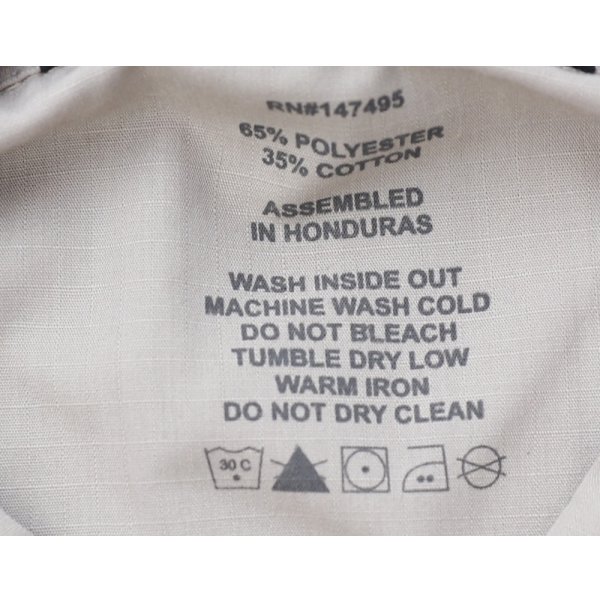 RN#147495
65% POLYESTER
35% COTTON
ASSEMBLED
IN HONDURAS
WASH INSIDE OUT
MACHINE WASH COLD
DO NOT BLEACH
TUMBLE DRY LOW
WARM IRON
DO NOT DRY CLEAN
30 C